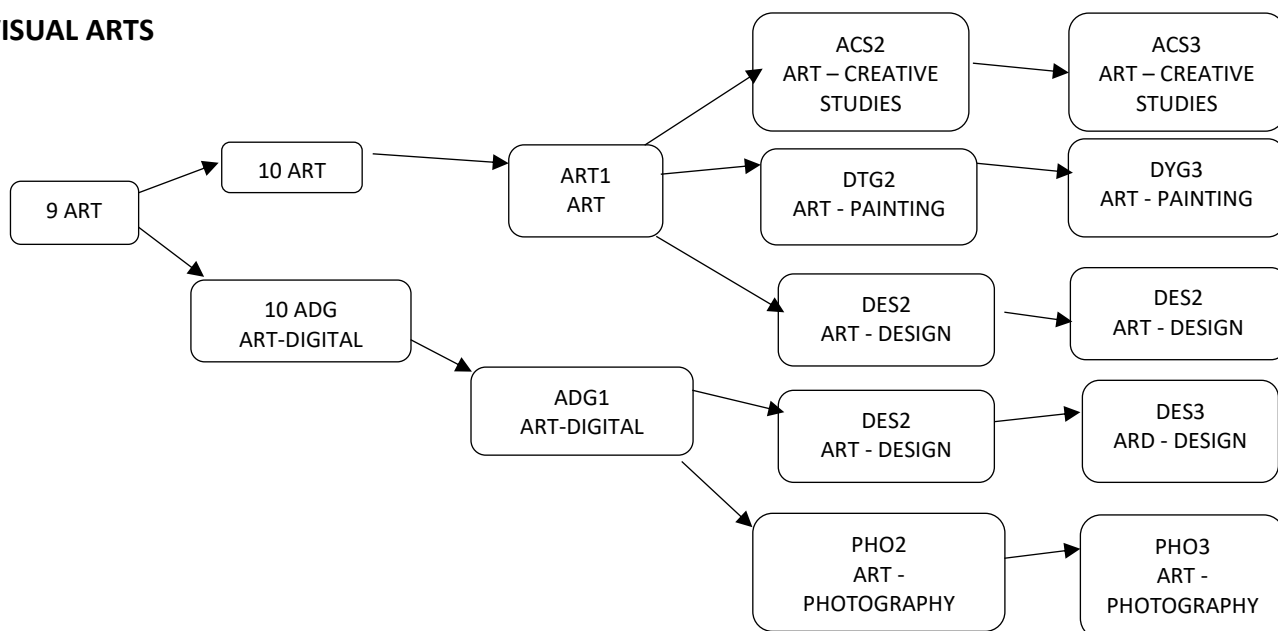 VISUAL ARTS
9 ART
10 ART
10 ADG
ART-DIGITAL
ART1
ART
ADG1
ART-DIGITAL
ACS2
ART – CREATIVE
STUDIES
ACS3
ART – CREATIVE
STUDIES
DTG2
ART - PAINTING
DYG3
ART - PAINTING
DES2
ART - DESIGN
DES2
ART - DESIGN
DES2
ART - DESIGN
DES3
ARD - DESIGN
PHO2
ART -
PHOTOGRAPHY
PHO3
ART -
PHOTOGRAPHY